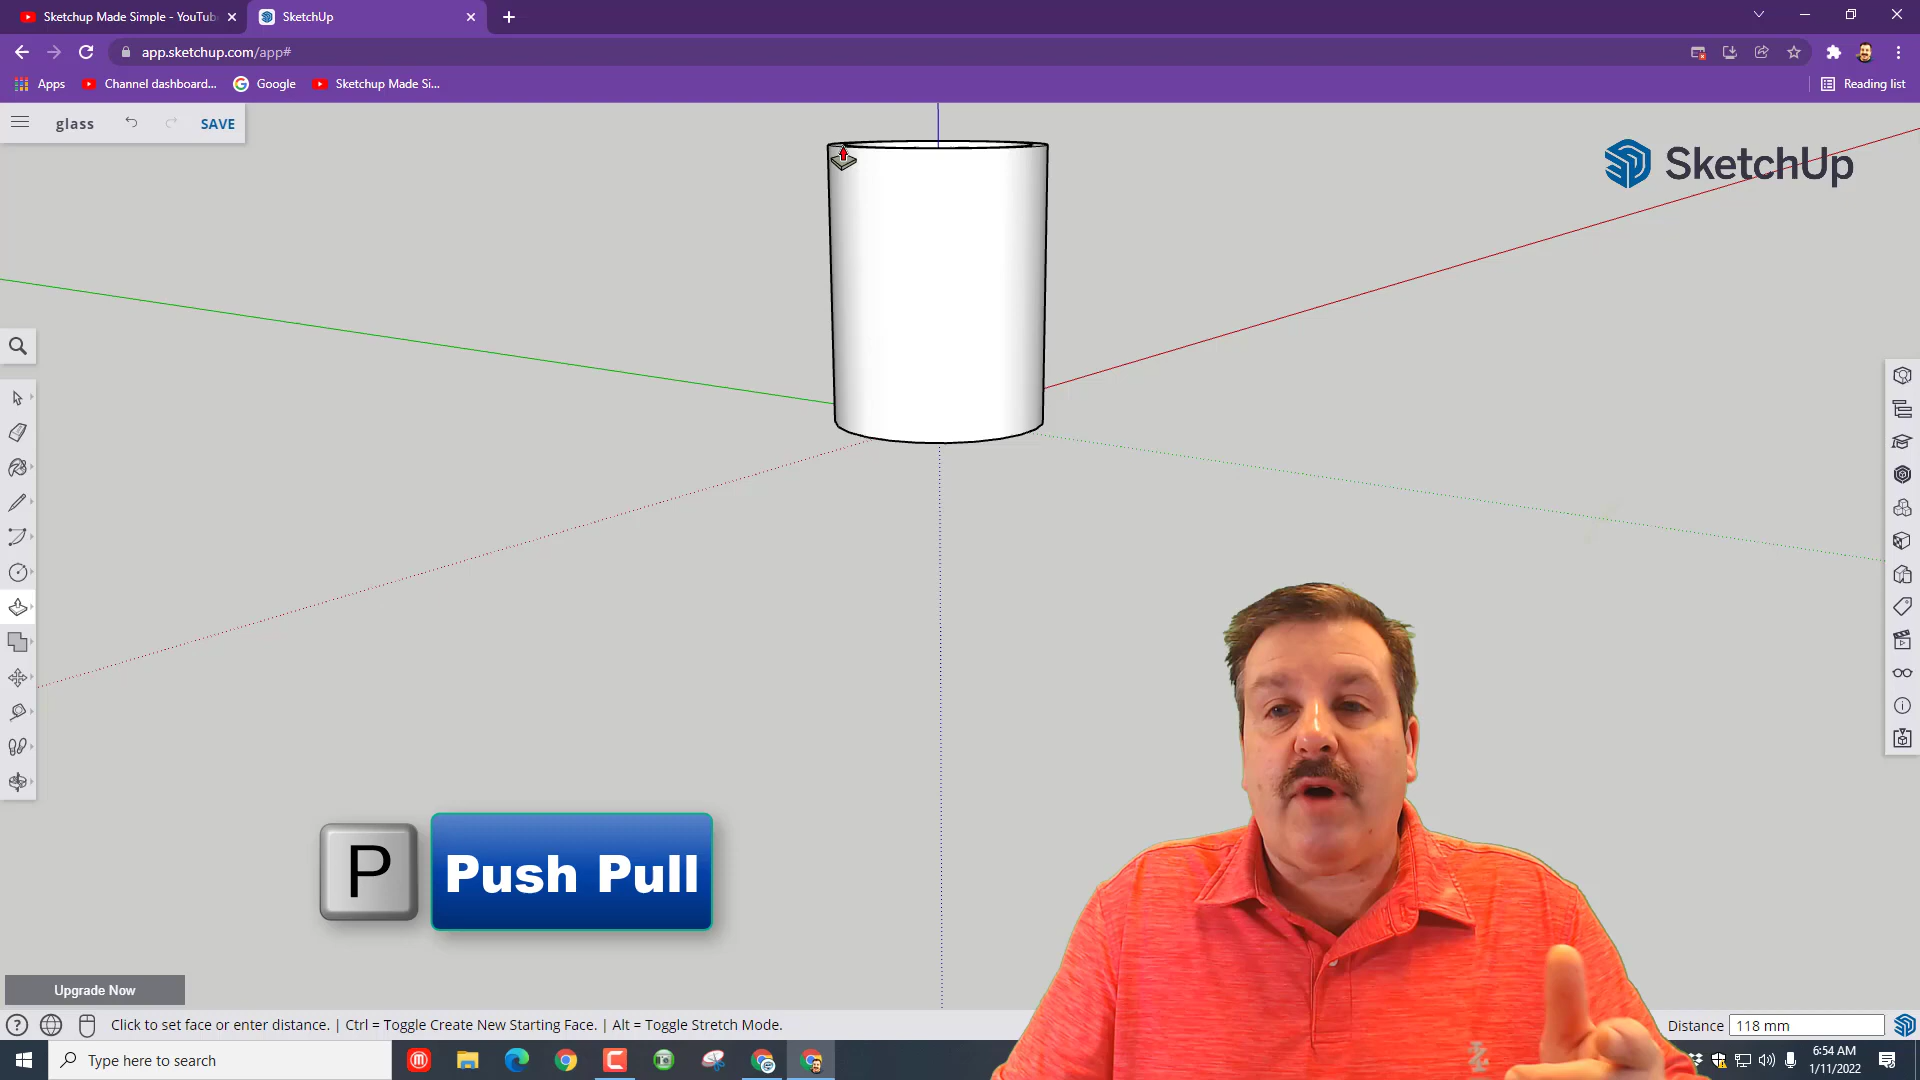 Sketchup Made Simple - YouTub
SketchUp
app.sketchup.com/app#
Apps
Channel dashboard...
Google
Sketchup Made Si...
Reading list
glass
SAVE
SketchUp
P
Push Pull
Upgrade Now
Click to set face or enter distance. | Ctrl = Toggle Create New Starting Face. | Alt = Toggle Stretch Mode.
Distance
118 mm
Type here to search
6:54 AM
1/11/2022